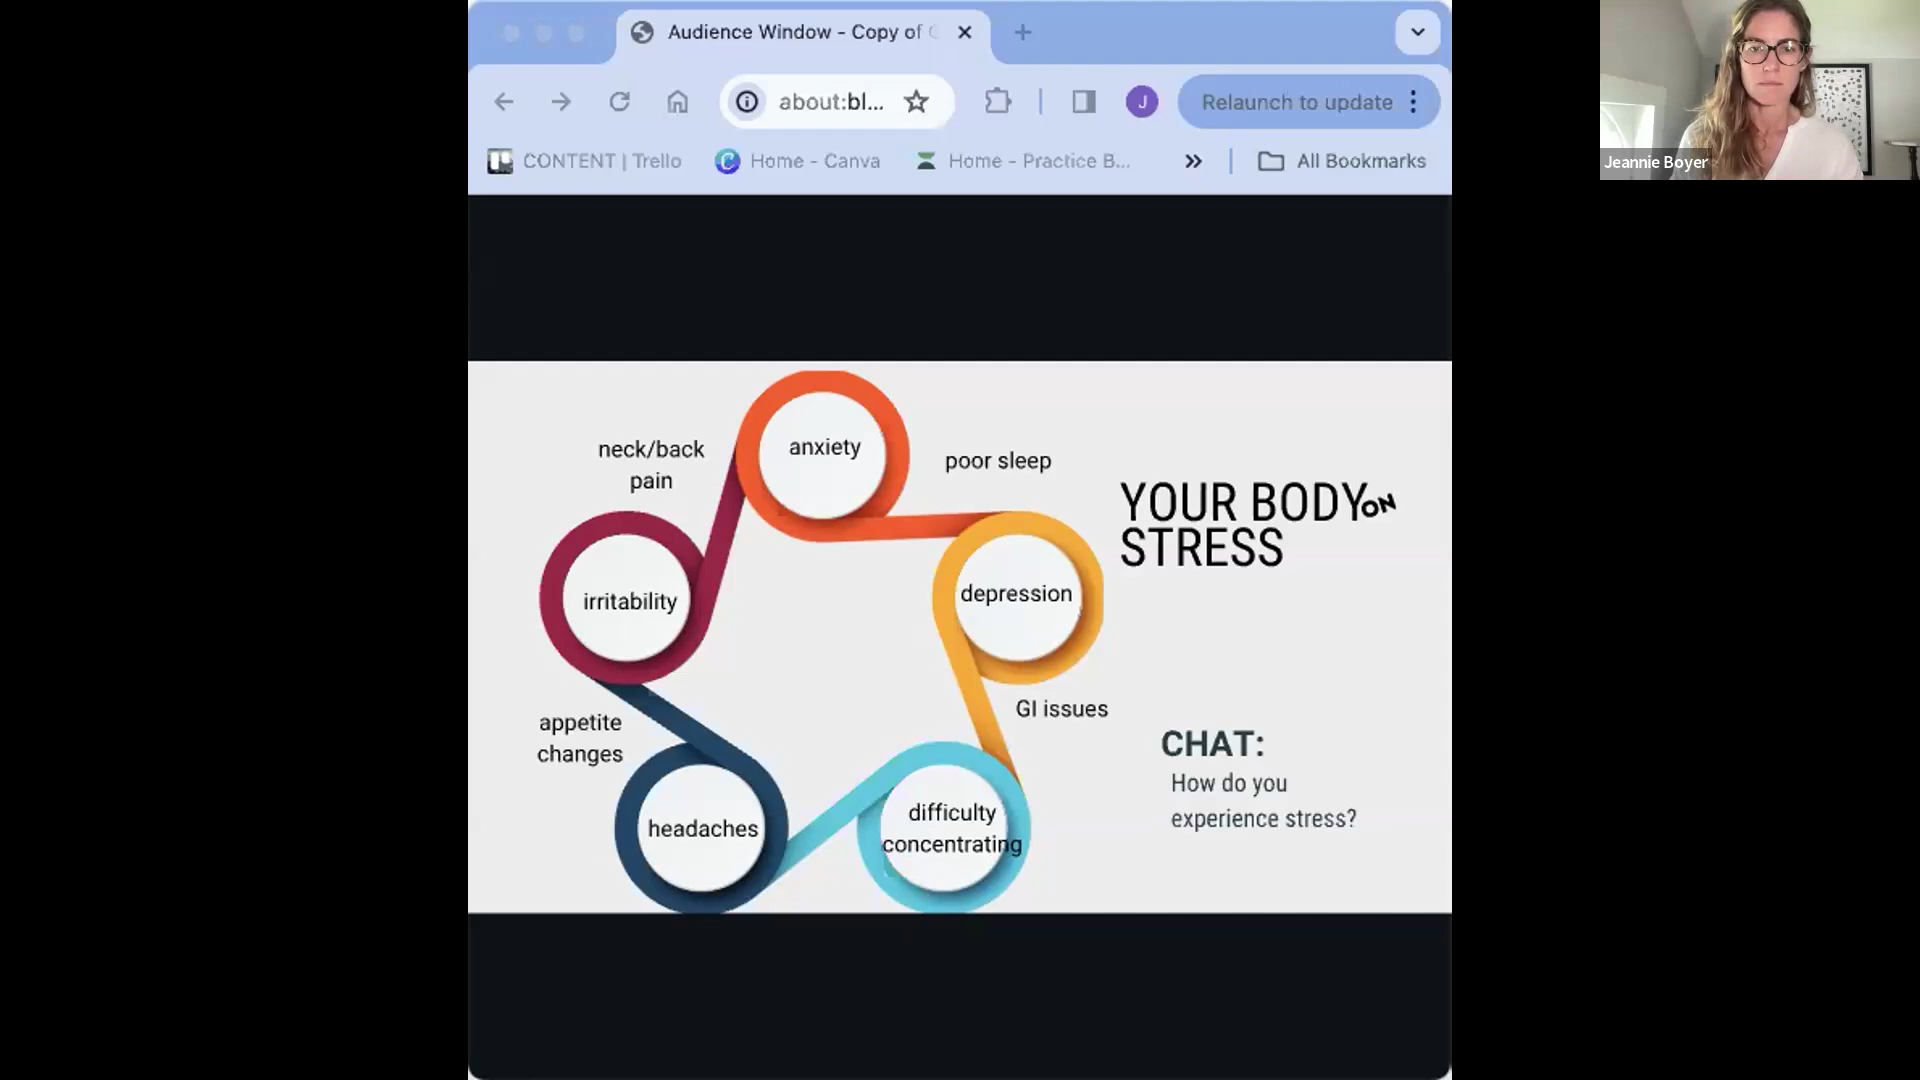 Audience Window - Copy of
about:bl...
J
Relaunch to update
CONTENT | Trello
Home - Canva
Home - Practice B...
All Bookmarks
Jeannie Boyer
anxiety
neck/back
pain
poor sleep
YOUR BODY ON
STRESS
irritability
depression
GI issues
appetite
changes
CHAT:
How do you
experience stress?
headaches
difficulty
concentrating